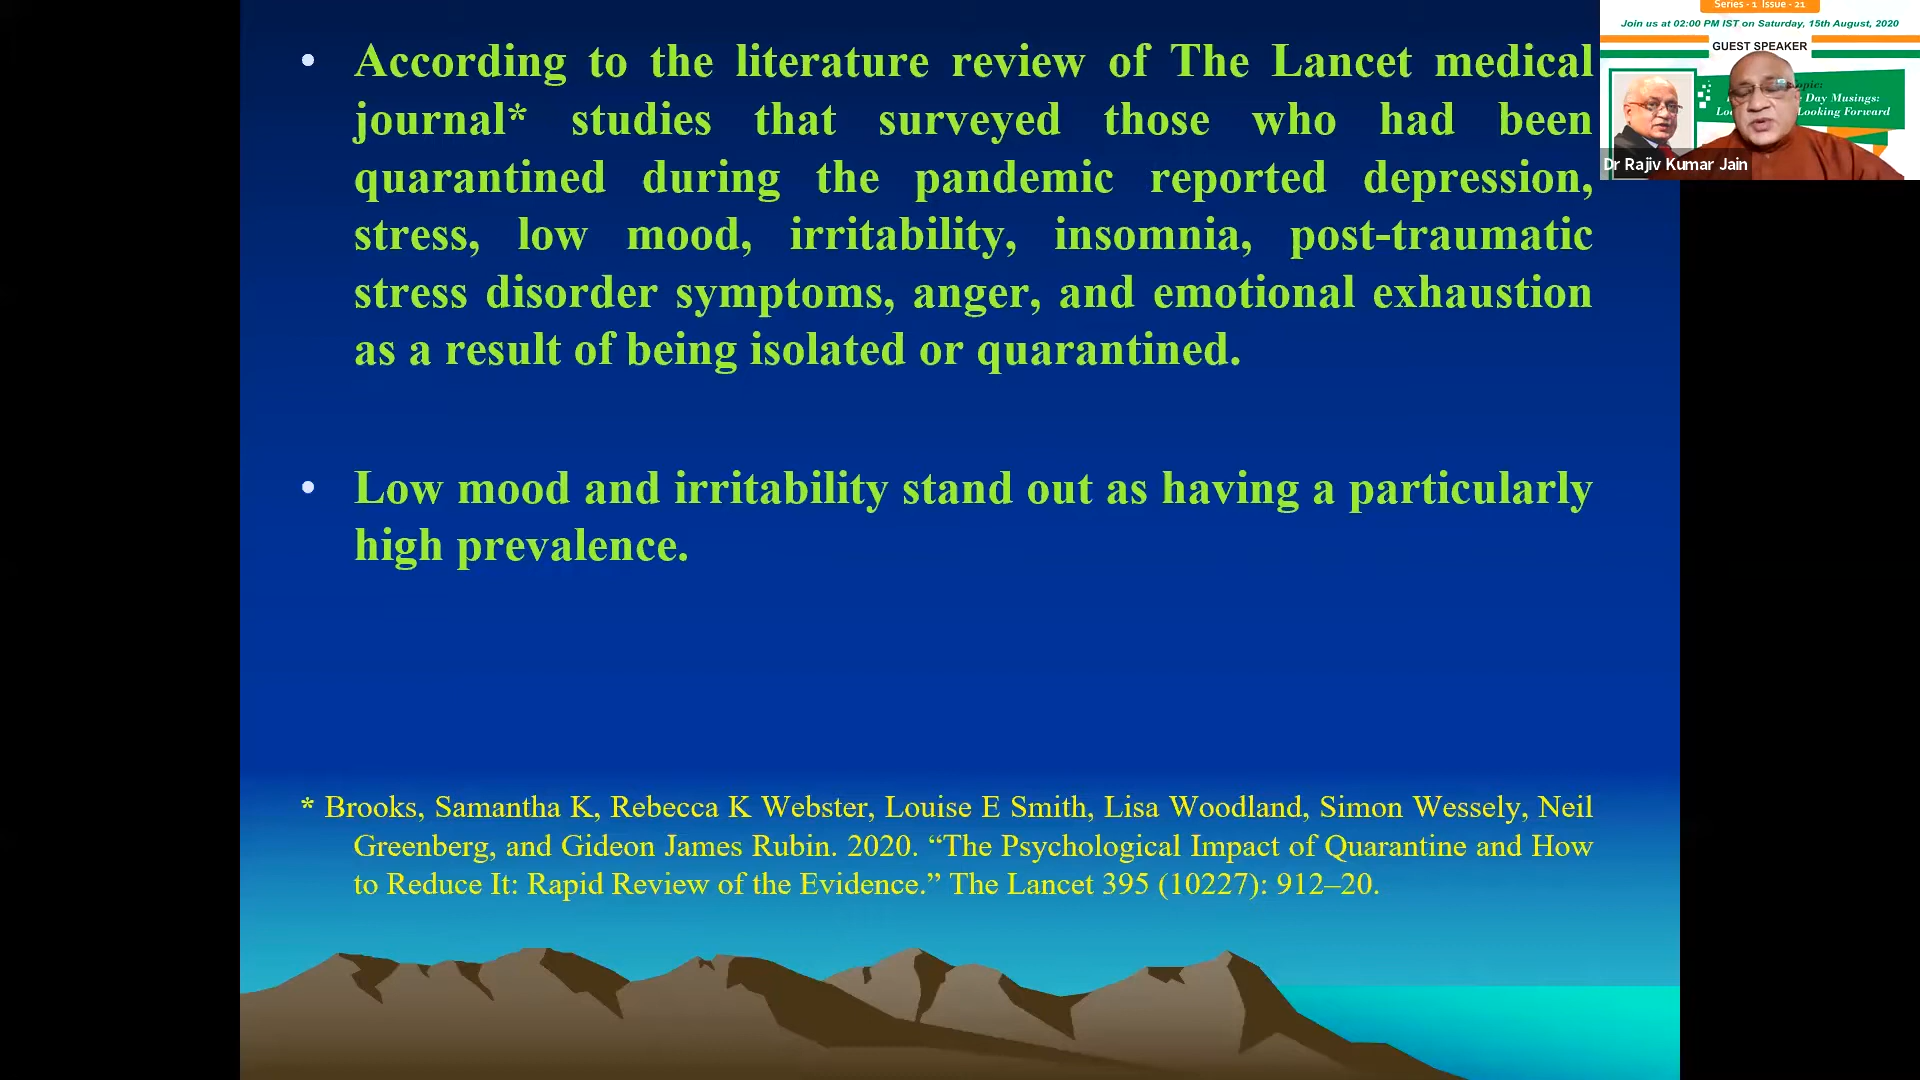 • According to the literature review of The Lancet medical
journal* studies that surveyed those who had been
quarantined during the pandemic reported depression,
stress, low mood, irritability, insomnia, post-traumatic
stress disorder symptoms, anger, and emotional exhaustion
as a result of being isolated or quarantined.
• Low mood and irritability stand out as having a particularly
high prevalence.
* Brooks, Samantha K, Rebecca K Webster, Louise E Smith, Lisa Woodland, Simon Wessely, Neil
Greenberg, and Gideon James Rubin. 2020. “The Psychological Impact of Quarantine and How
to Reduce It: Rapid Review of the Evidence.” The Lancet 395 (10227): 912–20.
Series - 1 Issue - 21
Join us at 02:00 PM IST on Saturday, 15th August, 2020
GUEST SPEAKER
Day Musings:
Looking Forward
Dr Rajiv Kumar Jain